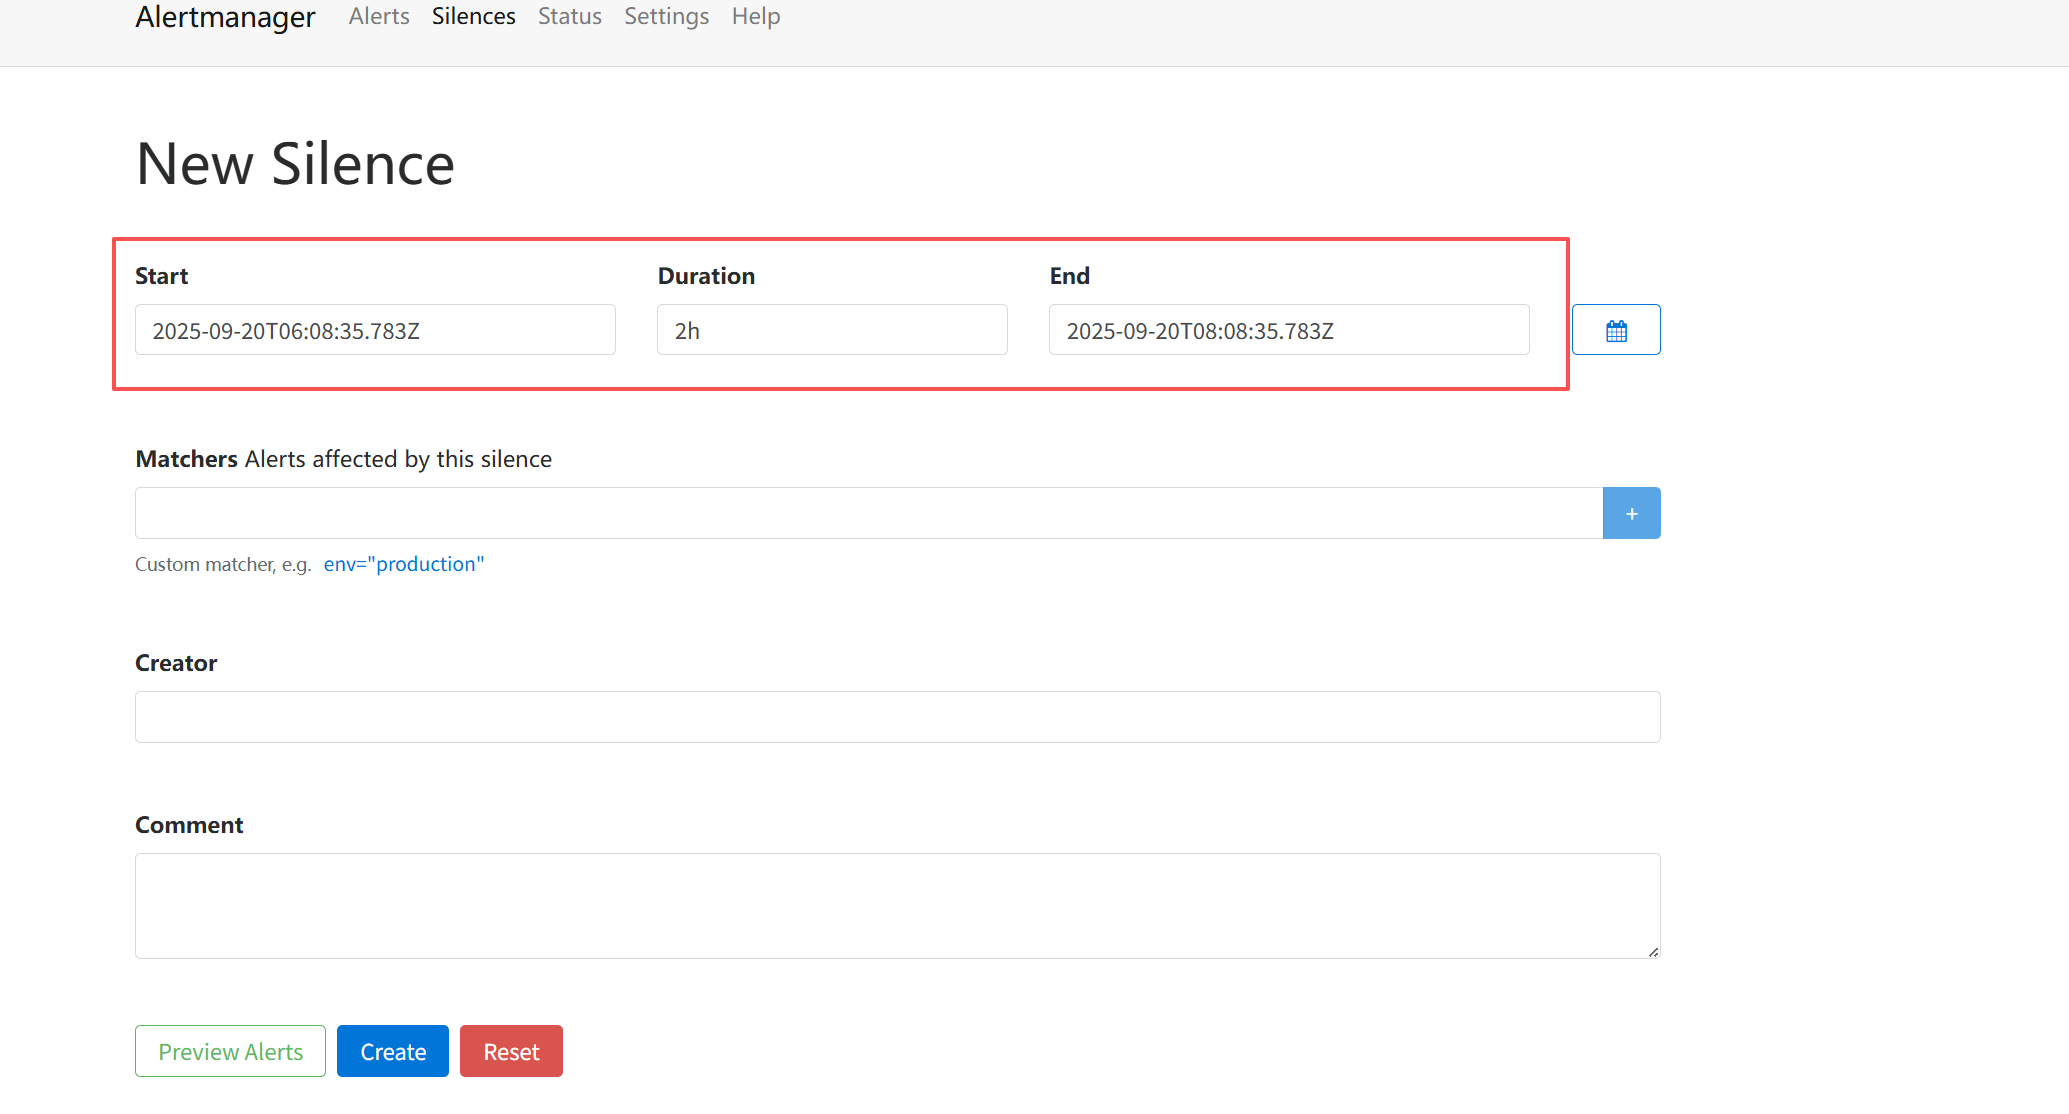 Alertmanager Alerts Silences Status Settings Help
New Silence
Start Duration End
2025-09-20T06:08:35.783Z 2h 2025-09-20T08:08:35.783Z
Matchers Alerts affected by this silence
+
Custom matcher, e.g. env="production"
Creator
Comment
Preview Alerts Create Reset